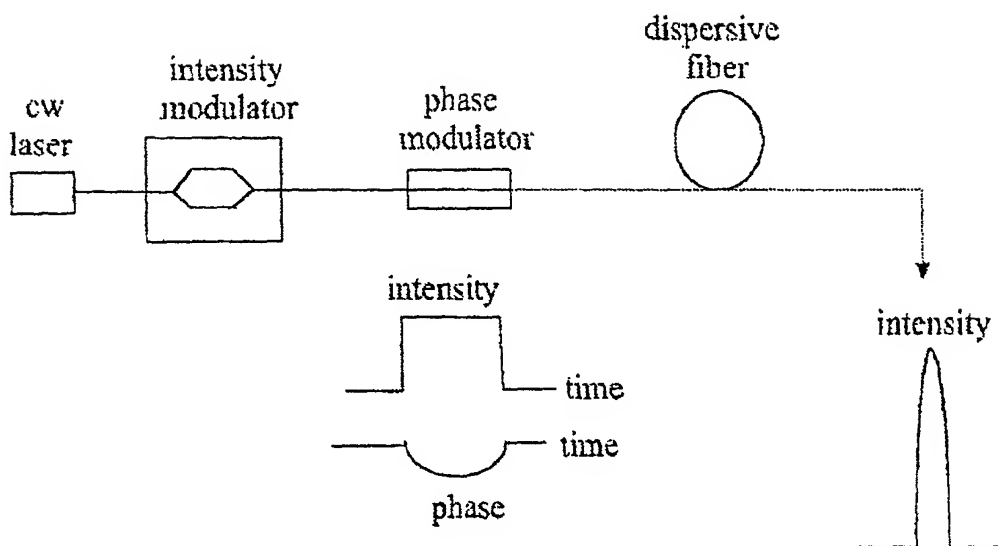 dispersive
fiber
intensity
modulator
phase
modulator
cw
laser
intensity
time
time
phase
intensity